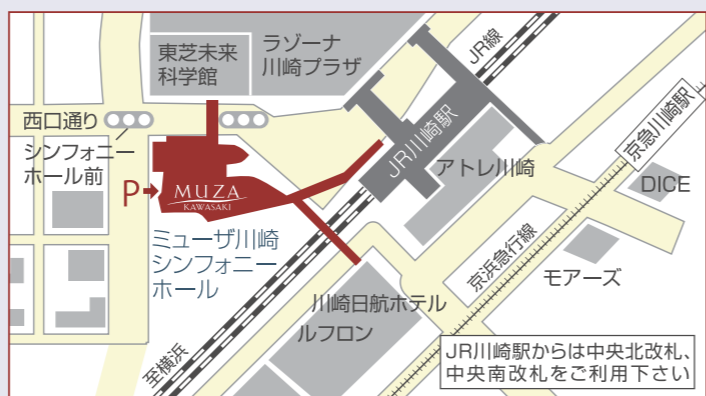 東芝未来
科学館
ラゾーナ
川崎プラザ
JR線
西口通り
シンフォニー
ホール前
JR川崎駅
京急川崎駅
アトレ川崎
P
MUZA
KAWASAKI
DICE
ミューザ川崎
シンフォニー
ホール
京浜急行線
モアーズ
川崎日航ホテル
ルフロン
至横浜
JR川崎駅からは中央北改札、
中央南改札をご利用下さい